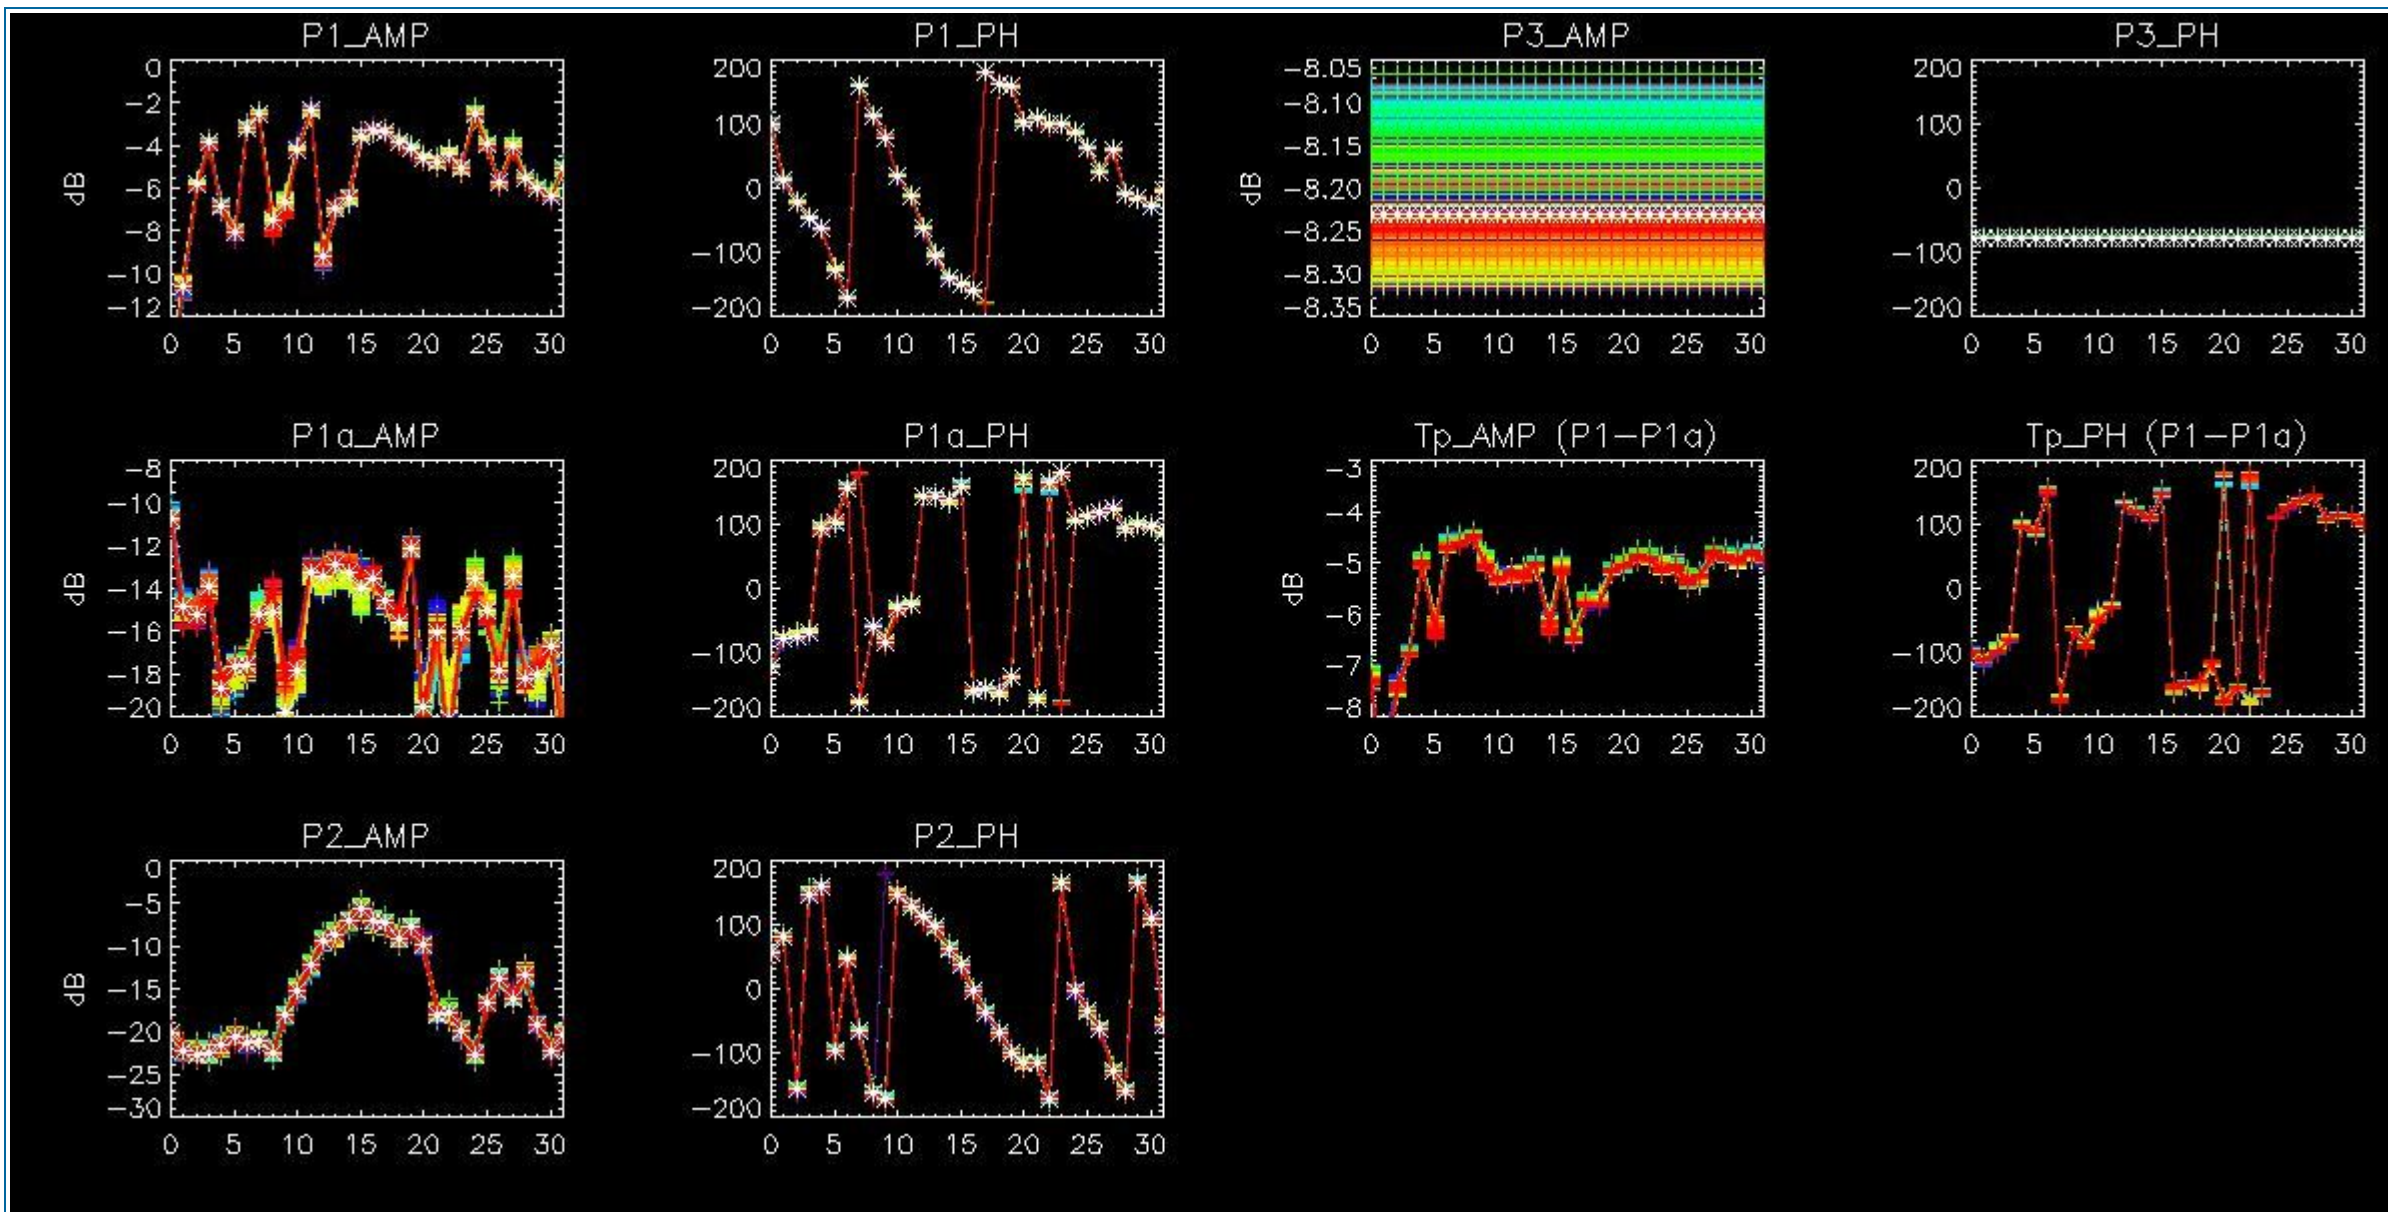 P1_AMP
0
−2
−4
−6
−8
−10
−12
dB
0 5 10 15 20 25 30
P1_PH
200
100
0
−100
−200
0 5 10 15 20 25 30
P3_AMP
−8.05
−8.10
−8.15
−8.20
−8.25
−8.30
−8.35
dB
0 5 10 15 20 25 30
P3_PH
200
100
0
−100
−200
0 5 10 15 20 25 30
P1a_AMP
−8
−10
−12
−14
−16
−18
−20
dB
0 5 10 15 20 25 30
P1a_PH
200
100
0
−100
−200
0 5 10 15 20 25 30
Tp_AMP (P1−P1a)
−3
−4
−5
−6
−7
−8
dB
0 5 10 15 20 25 30
Tp_PH (P1−P1a)
200
100
0
−100
−200
0 5 10 15 20 25 30
P2_AMP
0
−5
−10
−15
−20
−25
−30
dB
0 5 10 15 20 25 30
P2_PH
200
100
0
−100
−200
0 5 10 15 20 25 30